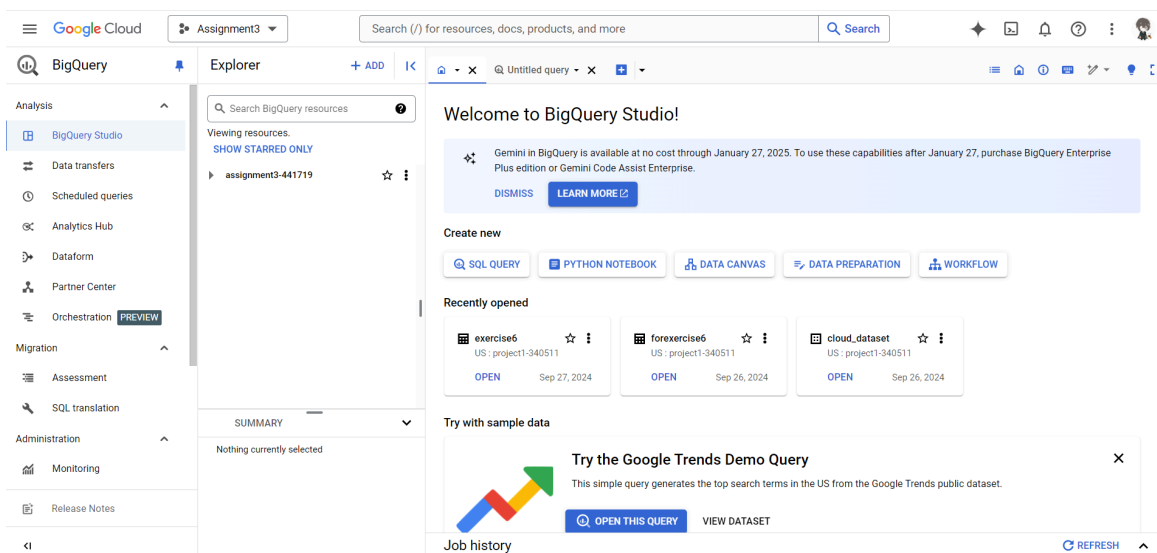 Google Cloud
Assignment3
Search (/) for resources, docs, products, and more
Search
BigQuery
Analysis
BigQuery Studio
Data transfers
Scheduled queries
Analytics Hub
Dataform
Partner Center
Orchestration PREVIEW
Migration
Assessment
SQL translation
Administration
Monitoring
Release Notes
Explorer
+ ADD
Search BigQuery resources
Viewing resources.
SHOW STARRED ONLY
assignment3-441719
SUMMARY
Nothing currently selected
Untitled query
Welcome to BigQuery Studio!
Gemini in BigQuery is available at no cost through January 27, 2025. To use these capabilities after January 27, purchase BigQuery Enterprise
Plus edition or Gemini Code Assist Enterprise.
DISMISS LEARN MORE
Create new
SQL QUERY PYTHON NOTEBOOK DATA CANVAS DATA PREPARATION WORKFLOW
Recently opened
exercise6
US : project1-340511
OPEN Sep 27, 2024
forexercise6
US : project1-340511
OPEN Sep 26, 2024
cloud_dataset
US : project1-340511
OPEN Sep 26, 2024
Try with sample data
Try the Google Trends Demo Query
This simple query generates the top search terms in the US from the Google Trends public dataset.
OPEN THIS QUERY VIEW DATASET
Job history
REFRESH